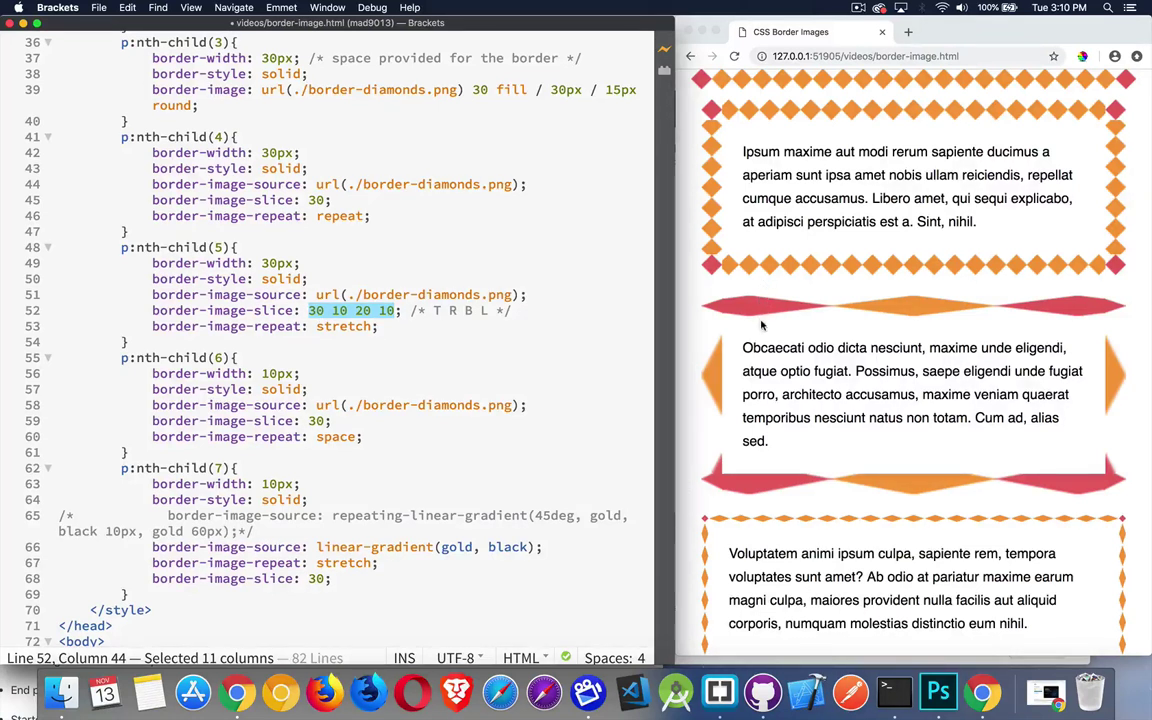 Brackets File Edit Find View Navigate Emmet Window Debug Help 100% Tue 3:10 PM
• videos/border-image.html (mad9013) — Brackets
36 p:nth-child(3){
37 border-width: 30px; /* space provided for the border */
38 border-style: solid;
39 border-image: url(./border-diamonds.png) 30 fill / 30px / 15px
round;
40 }
41 p:nth-child(4){
42 border-width: 30px;
43 border-style: solid;
44 border-image-source: url(./border-diamonds.png);
45 border-image-slice: 30;
46 border-image-repeat: repeat;
47 }
48 p:nth-child(5){
49 border-width: 30px;
50 border-style: solid;
51 border-image-source: url(./border-diamonds.png);
52 border-image-slice: 30 10 20 10; /* T R B L */
53 border-image-repeat: stretch;
54 }
55 p:nth-child(6){
56 border-width: 10px;
57 border-style: solid;
58 border-image-source: url(./border-diamonds.png);
59 border-image-slice: 30;
60 border-image-repeat: space;
61 }
62 p:nth-child(7){
63 border-width: 10px;
64 border-style: solid;
65 /* border-image-source: repeating-linear-gradient(45deg, gold,
black 10px, gold 60px);*/
66 border-image-source: linear-gradient(gold, black);
67 border-image-repeat: stretch;
68 border-image-slice: 30;
69 }
70 </style>
71 </head>
72 <body>
Line 52, Column 44 — Selected 11 columns — 82 Lines INS UTF-8 HTML Spaces: 4
CSS Border Images
127.0.0.1:51905/videos/border-image.html
Ipsum maxime aut modi rerum sapiente ducimus a
aperiam sunt ipsa amet nobis ullam reiciendis, repellat
cumque accusamus. Libero amet, qui sequi explicabo,
at adipisci perspiciatis est a. Sint, nihil.
Obcaecati odio dicta nesciunt, maxime unde eligendi,
atque optio fugiat. Possimus, saepe eligendi unde fugiat
porro, architecto accusamus, maxime veniam quaerat
temporibus nesciunt natus non totam. Cum ad, alias
sed.
Voluptatem animi ipsum culpa, sapiente rem, tempora
voluptates sunt amet? Ab odio at pariatur maxime earum
magni culpa, maiores provident nulla facilis aut aliquid
corporis, numquam molestias distinctio eum nihil.
• End p
NOV
13
Ps